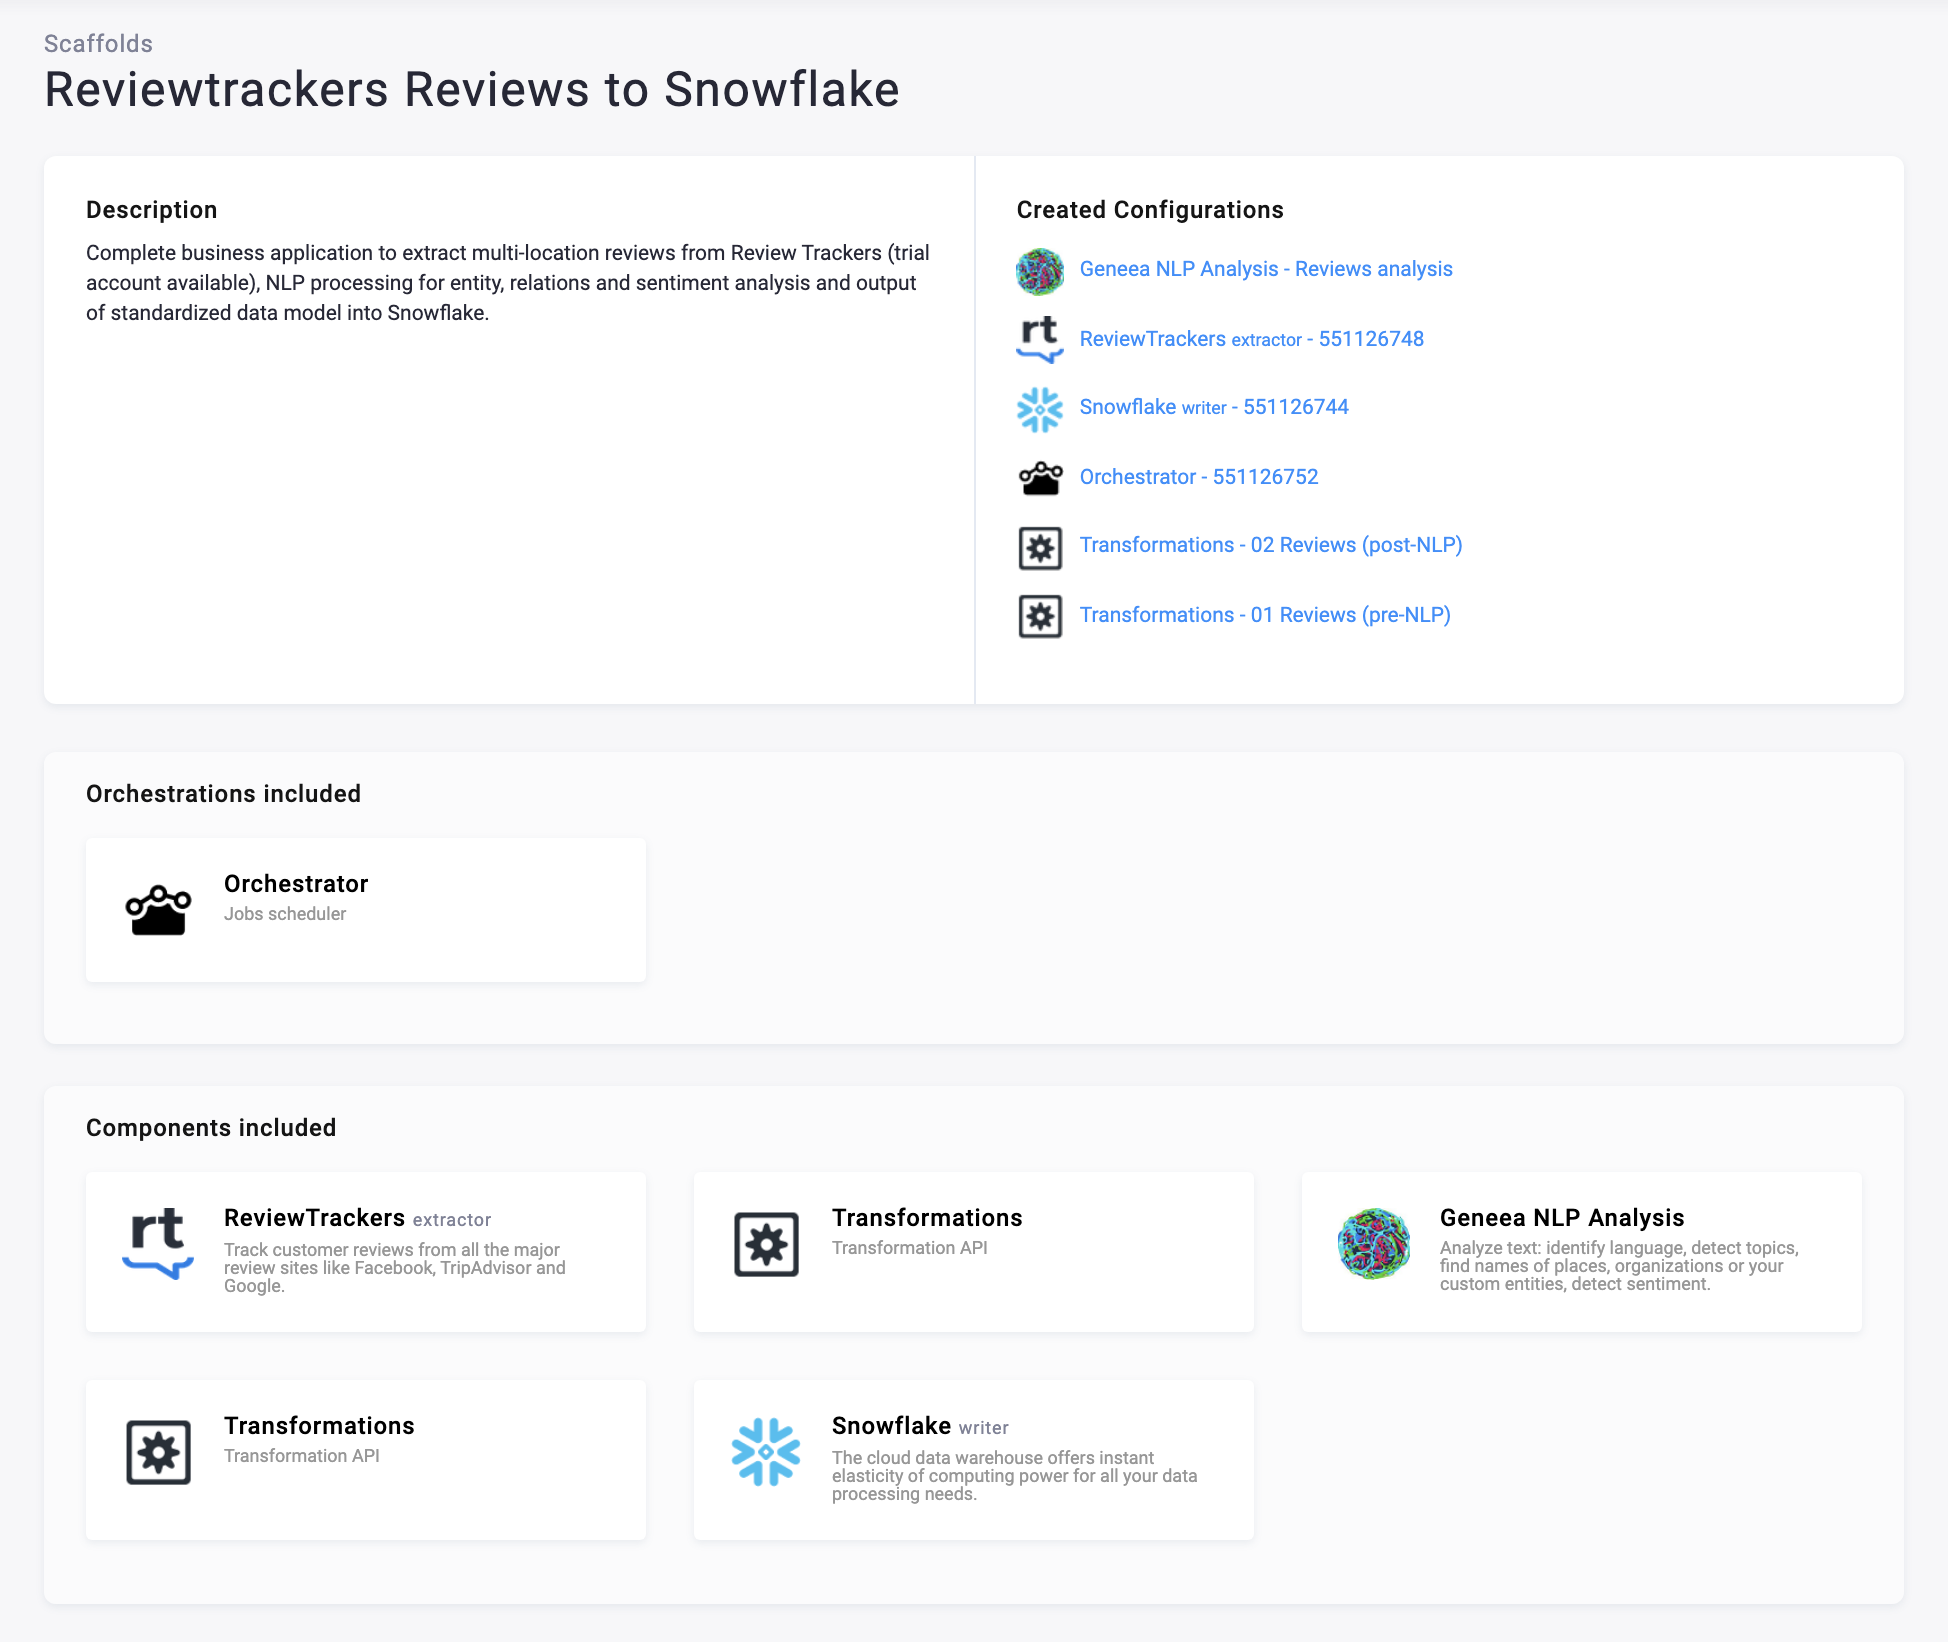 Scaffolds
Reviewtrackers Reviews to Snowflake
Description
Complete business application to extract multi-location reviews from Review Trackers (trial
account available), NLP processing for entity, relations and sentiment analysis and output
of standardized data model into Snowflake.
Created Configurations
Geneea NLP Analysis - Reviews analysis
rt
ReviewTrackers extractor - 551126748
Snowflake writer - 551126744
Orchestrator - 551126752
Transformations - 02 Reviews (post-NLP)
Transformations - 01 Reviews (pre-NLP)
Orchestrations included
Orchestrator
Jobs scheduler
Components included
rt
ReviewTrackers extractor
Track customer reviews from all the major
review sites like Facebook, TripAdvisor and
Google.
Transformations
Transformation API
Geneea NLP Analysis
Analyze text: identify language, detect topics,
find names of places, organizations or your
custom entities, detect sentiment.
Transformations
Transformation API
Snowflake writer
The cloud data warehouse offers instant
elasticity of computing power for all your data
processing needs.